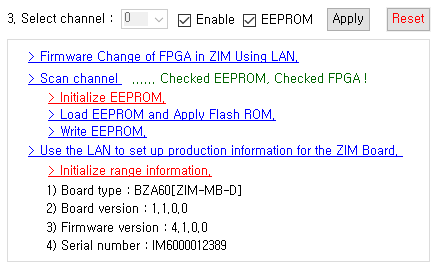 3. Select channel : 0 Enable EEPROM Apply Reset
> Firmware Change of FPGA in ZIM Using LAN.
> Scan channel ...... Checked EEPROM, Checked FPGA !
> Initialize EEPROM.
> Load EEPROM and Apply Flash ROM.
> Write EEPROM.
> Use the LAN to set up production information for the ZIM Board.
> Initialize range information.
1) Board type : BZA60[ZIM-MB-D]
2) Board version : 1.1.0.0
3) Firmware version : 4.1.0.0
4) Serial number : IM6000012389